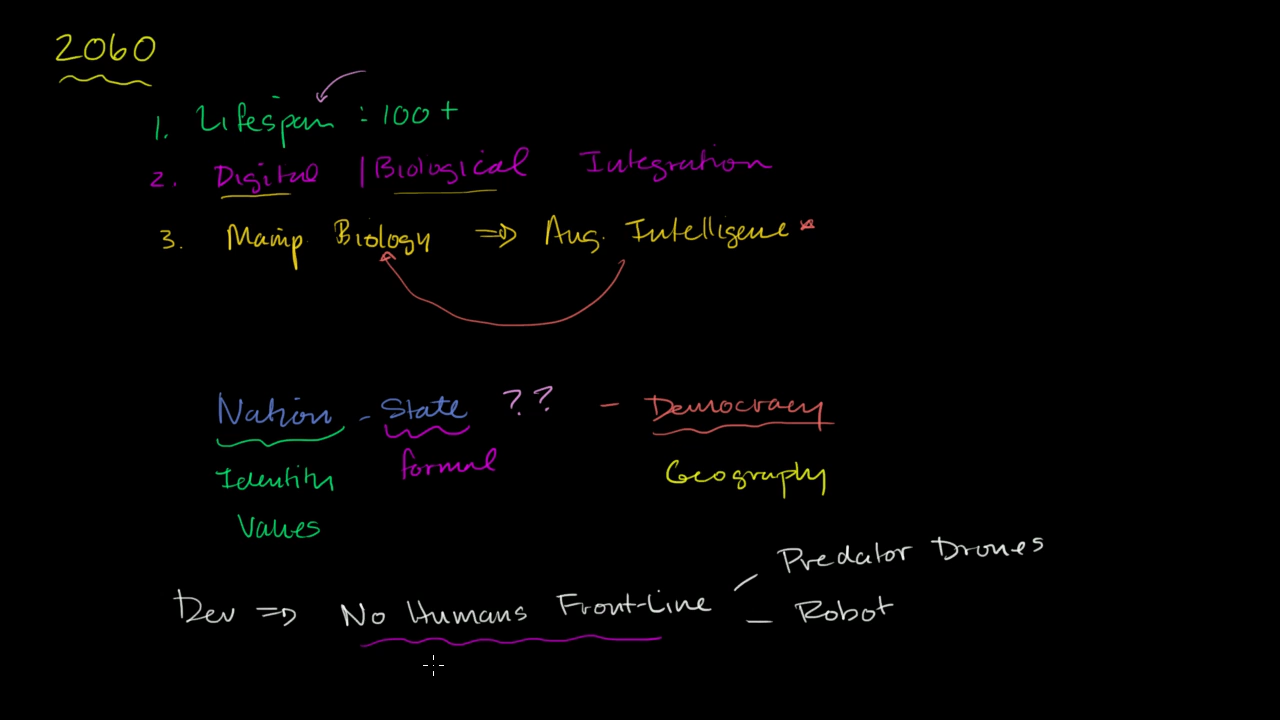 2060
1. Lifespan : 100+
2. Digital / Biological Integration
3. Manip. Biology ⇒ Aug. Intelligence
Nation - State ?? - Democracy
Identity formal Geography
Values
Predator Drones
Dev ⇒ No Humans Front-Line
Robot